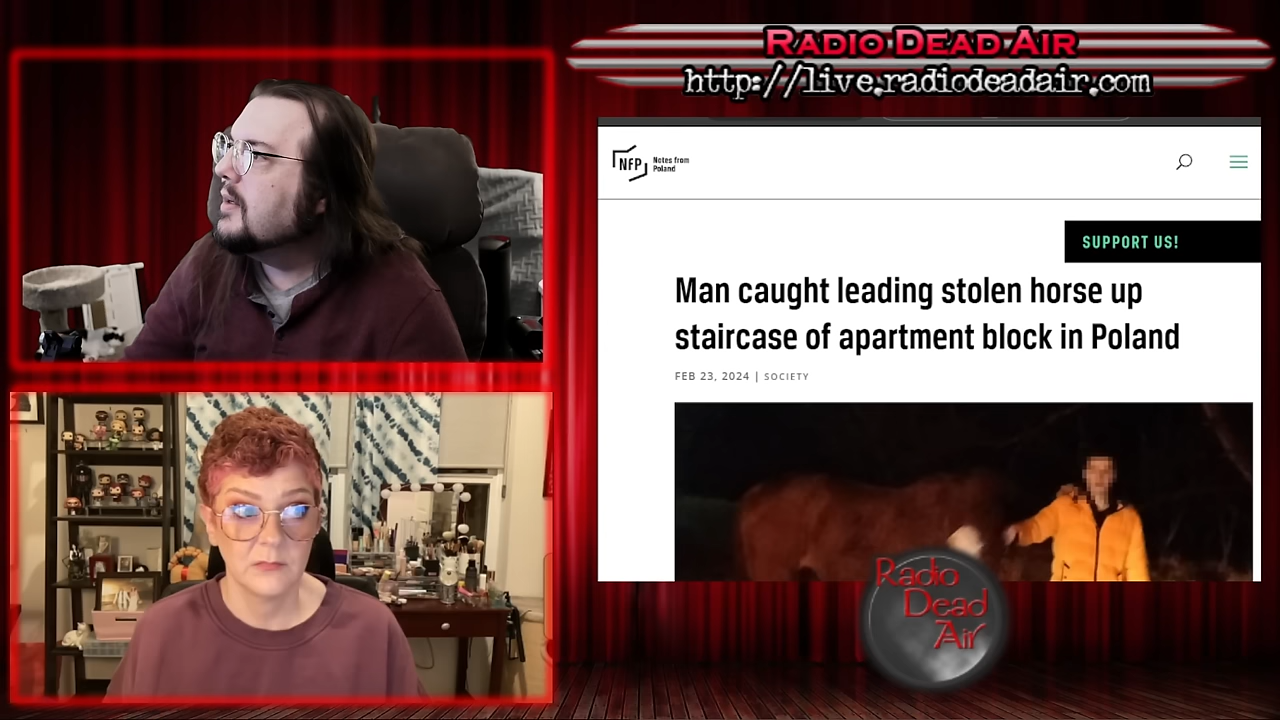 RADIO DEAD AIR
http://live.radiodeadair.com
NFP
Notes from
Poland
SUPPORT US!
Man caught leading stolen horse up
staircase of apartment block in Poland
FEB 23, 2024 | SOCIETY
Radio
Dead
Air